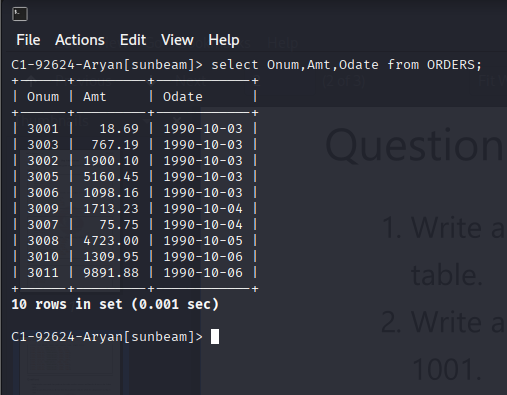 File Actions Edit View Help
C1-92624-Aryan[sunbeam]> select Onum,Amt,Odate from ORDERS;
+------+---------+------------+
| Onum | Amt     | Odate      |
+------+---------+------------+
| 3001 |   18.69 | 1990-10-03 |
| 3003 |  767.19 | 1990-10-03 |
| 3002 | 1900.10 | 1990-10-03 |
| 3005 | 5160.45 | 1990-10-03 |
| 3006 | 1098.16 | 1990-10-03 |
| 3009 | 1713.23 | 1990-10-04 |
| 3007 |   75.75 | 1990-10-04 |
| 3008 | 4723.00 | 1990-10-05 |
| 3010 | 1309.95 | 1990-10-06 |
| 3011 | 9891.88 | 1990-10-06 |
+------+---------+------------+
10 rows in set (0.001 sec)
C1-92624-Aryan[sunbeam]>
Question
1. Write a
table.
2. Write a
1001.